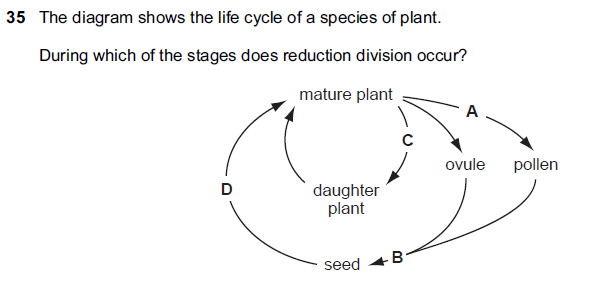 35 The diagram shows the life cycle of a species of plant.
During which of the stages does reduction division occur?
mature plant
A
C
ovule
pollen
D
daughter
plant
B
seed